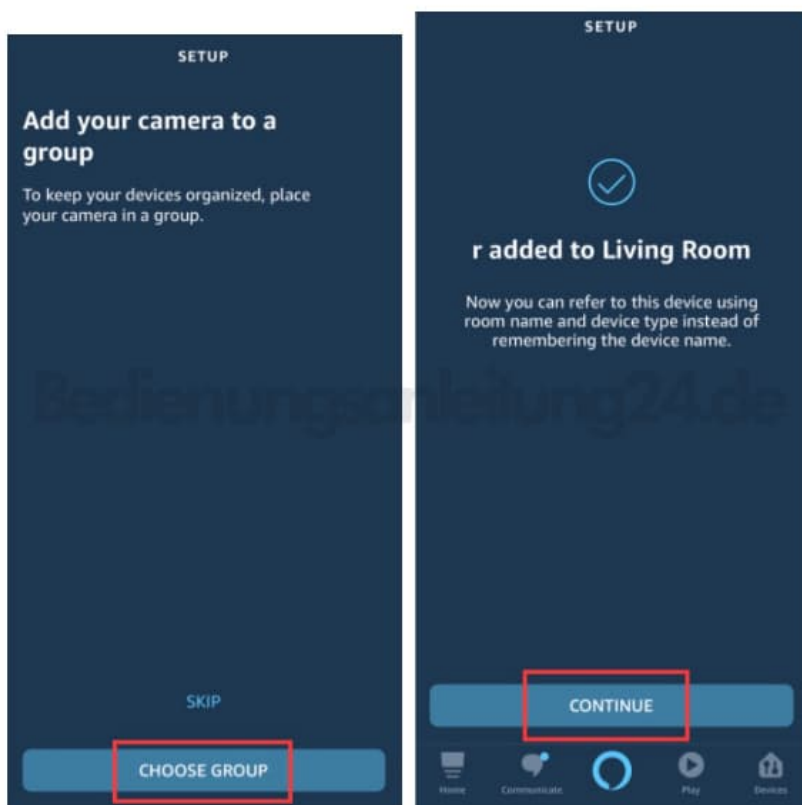 SETUP
Add your camera to a
group
To keep your devices organized, place
your camera in a group.
SKIP
CHOOSE GROUP
SETUP
r added to Living Room
Now you can refer to this device using
room name and device type instead of
remembering the device name.
CONTINUE
Home
Communicate
Play
Devices
Bedienungsanleitung24.de